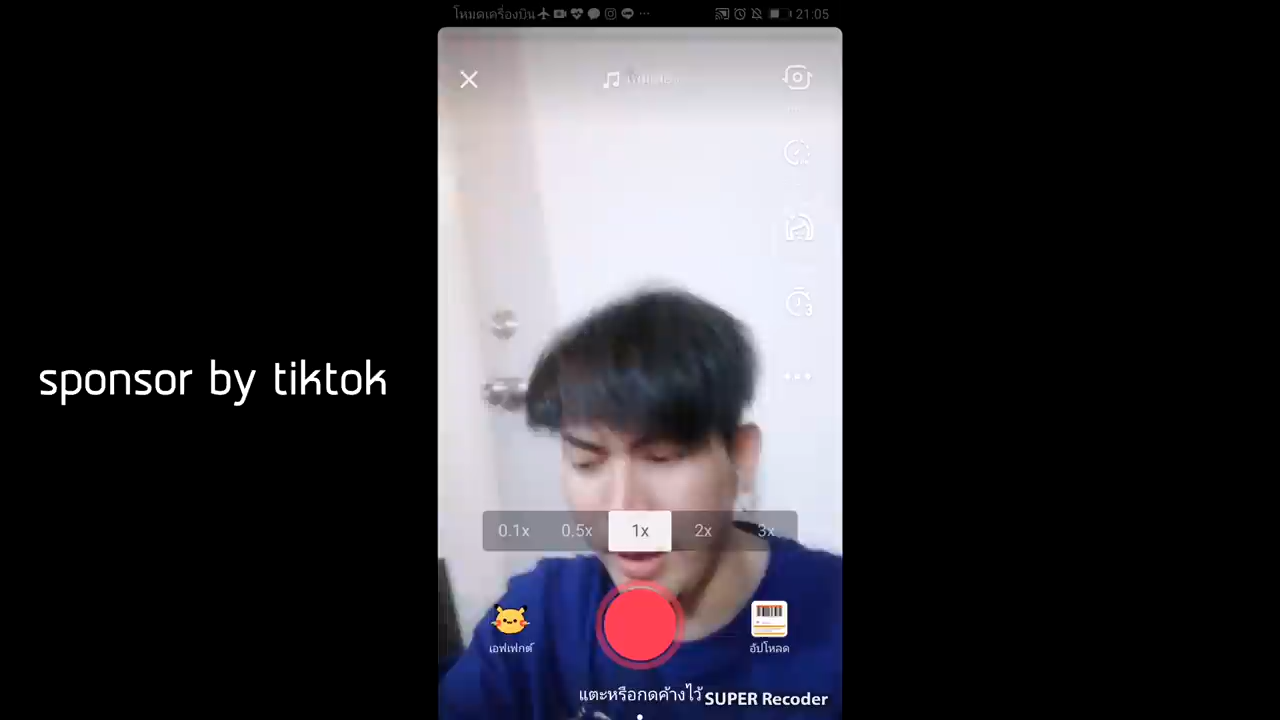 โหมดเครื่องบิน 21:05
0.1x 0.5x 1x 2x 3x
sponsor by tiktok
เอฟเฟกต์
อัปโหลด
แตะหรือกดค้างไว้
SUPER Recoder